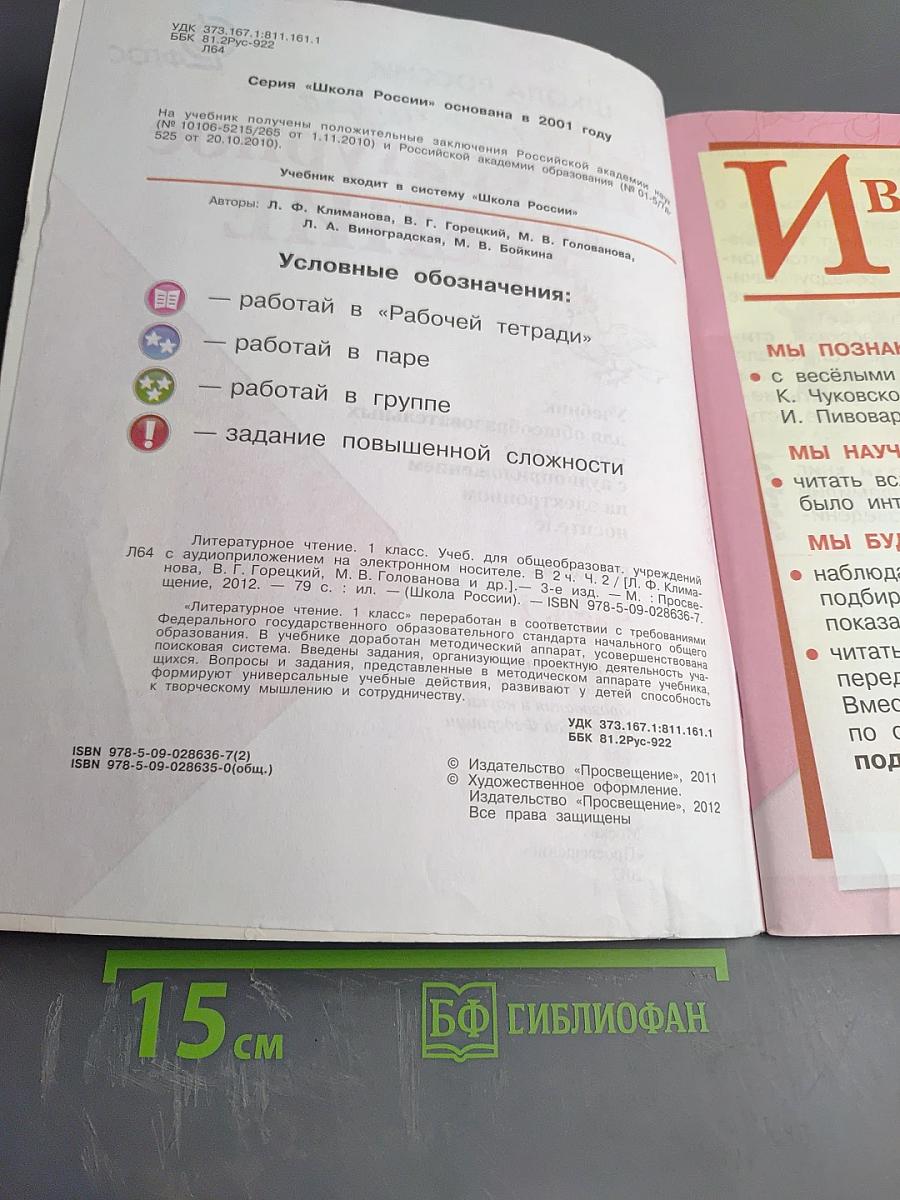 УДК 373.167.1:811.161.1
ББК 81.2Рус-922
Л64
Серия «Школа России» основана в 2001 году
На учебник получены положительные заключения Российской академии наук
(№ 10106-5215/265 от 1.11.2010) и Российской академии образования (№ 01-5/7д-
525 от 20.10.2010).
Учебник входит в систему «Школа России»
Авторы: Л. Ф. Климанова, В. Г. Горецкий, М. В. Голованова,
Л. А. Виноградская, М. В. Бойкина
Условные обозначения:
— работай в «Рабочей тетради»
— работай в паре
— работай в группе
! — задание повышенной сложности
Литературное чтение. 1 класс. Учеб. для общеобразоват. учреждений
Л64 с аудиоприложением на электронном носителе. В 2 ч. Ч. 2 / [Л. Ф. Клима-
нова, В. Г. Горецкий, М. В. Голованова и др.].— 3-е изд. — М. : Просве-
щение, 2012. — 79 с. : ил. — (Школа России). — ISBN 978-5-09-028636-7.
«Литературное чтение. 1 класс» переработан в соответствии с требованиями
Федерального государственного образовательного стандарта начального общего
образования. В учебнике доработан методический аппарат, усовершенствована
поисковая система. Введены задания, организующие проектную деятельность уча-
щихся. Вопросы и задания, представленные в методическом аппарате учебника,
формируют универсальные учебные действия, развивают у детей способность
к творческому мышлению и сотрудничеству.
УДК 373.167.1:811.161.1
ББК 81.2Рус-922
ISBN 978-5-09-028636-7(2)
ISBN 978-5-09-028635-0(общ.)
© Издательство «Просвещение», 2011
© Художественное оформление.
Издательство «Просвещение», 2012
Все права защищены
Ив
МЫ ПОЗНАК
• с весёлыми
К. Чуковско
И. Пивовар
МЫ НАУЧ
• читать вс
было инт
МЫ БУД
• наблюда
подбир
показа
• читать
перед
Вмес
по с
под
15 см
БФ БИБЛИОФАН